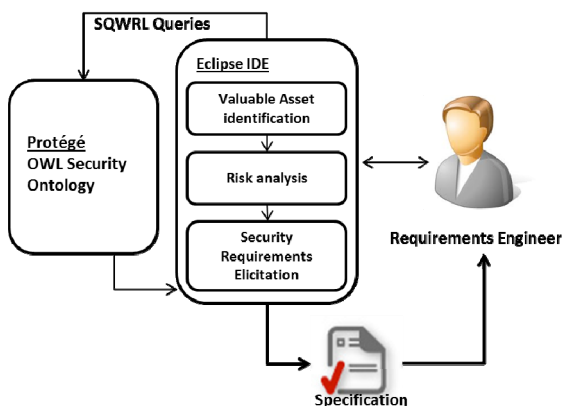 SQWRL Queries
Eclipse IDE
Valuable Asset
identification
Protégé
OWL Security
Ontology
Risk analysis
Security
Requirements
Elicitation
Requirements Engineer
Specification